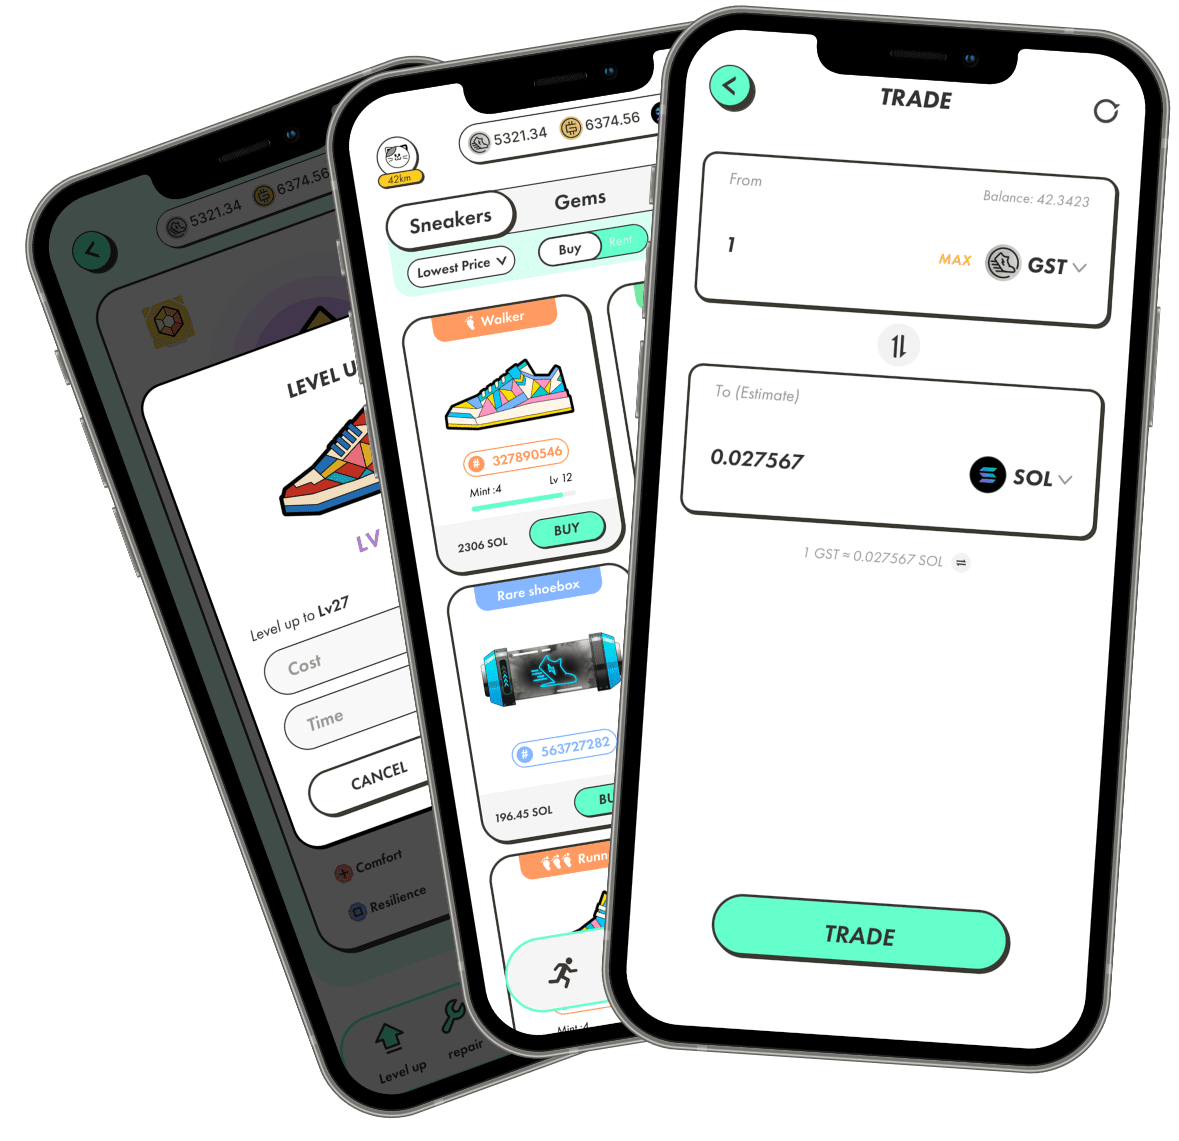 5321.34
6374.56
LEVEL U
LV
Level up to Lv27
Cost
Time
CANCEL
Comfort
Resilience
Level up
repair
42km
5321.34
6374.56
Sneakers
Gems
Lowest Price
Buy
Rent
Walker
# 327890546
Mint :4
Lv 12
2306 SOL
BUY
Rare shoebox
# 563727282
196.45 SOL
BU
Runn
Mint :4
TRADE
From
Balance: 42.3423
1
MAX
GST
To (Estimate)
0.027567
SOL
1 GST ≈ 0.027567 SOL
TRADE